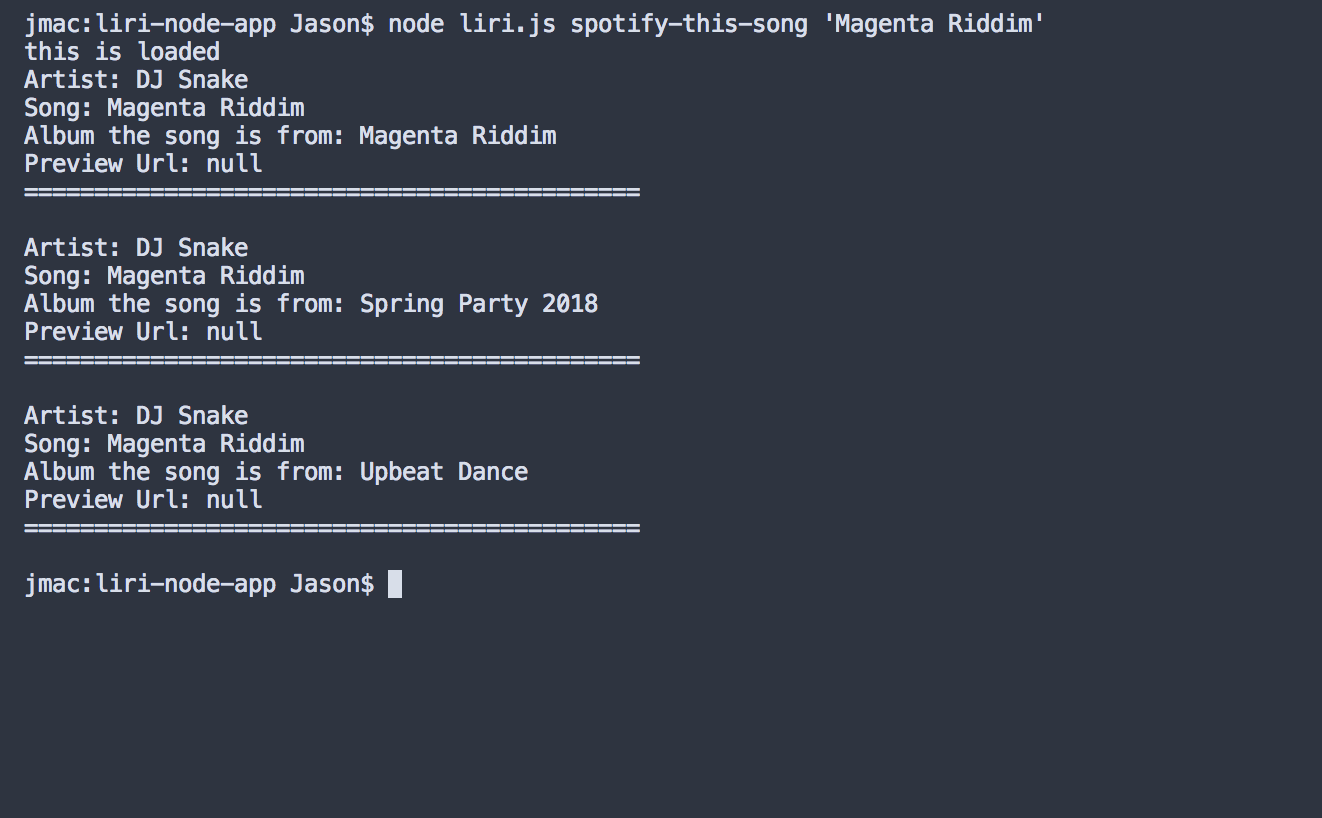 jmac:liri-node-app Jason$ node liri.js spotify-this-song 'Magenta Riddim'
this is loaded
Artist: DJ Snake
Song: Magenta Riddim
Album the song is from: Magenta Riddim
Preview Url: null
============================================
Artist: DJ Snake
Song: Magenta Riddim
Album the song is from: Spring Party 2018
Preview Url: null
============================================
Artist: DJ Snake
Song: Magenta Riddim
Album the song is from: Upbeat Dance
Preview Url: null
============================================
jmac:liri-node-app Jason$